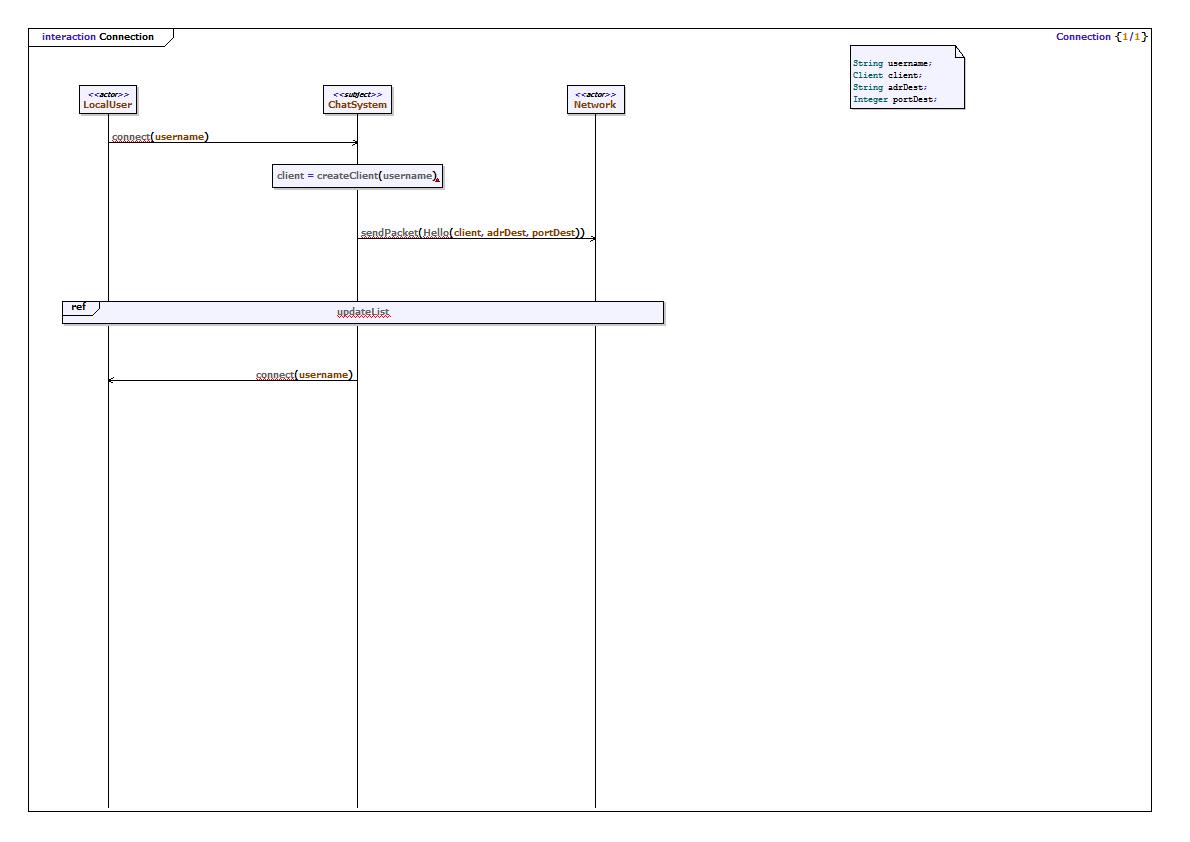 interaction Connection
Connection {1/1}
String username;
Client client;
String adrDest;
Integer portDest;
<<actor>>
LocalUser
<<subject>>
ChatSystem
<<actor>>
Network
connect(username)
client = createClient(username)
sendPacket(Hello(client, adrDest, portDest))
ref
updateList
connect(username)